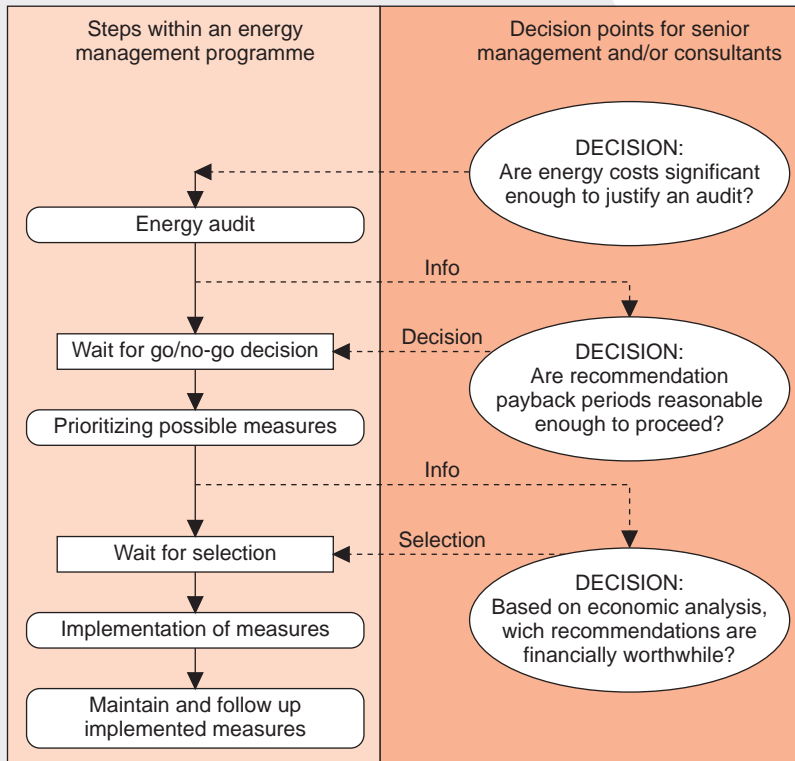 Steps within an energy
management programme
Decision points for senior
management and/or consultants
DECISION:
Are energy costs significant
enough to justify an audit?
Energy audit
Info
Wait for go/no-go decision
Decision
DECISION:
Are recommendation
payback periods reasonable
enough to proceed?
Prioritizing possible measures
Info
Wait for selection
Selection
DECISION:
Based on economic analysis,
wich recommendations are
financially worthwhile?
Implementation of measures
Maintain and follow up
implemented measures